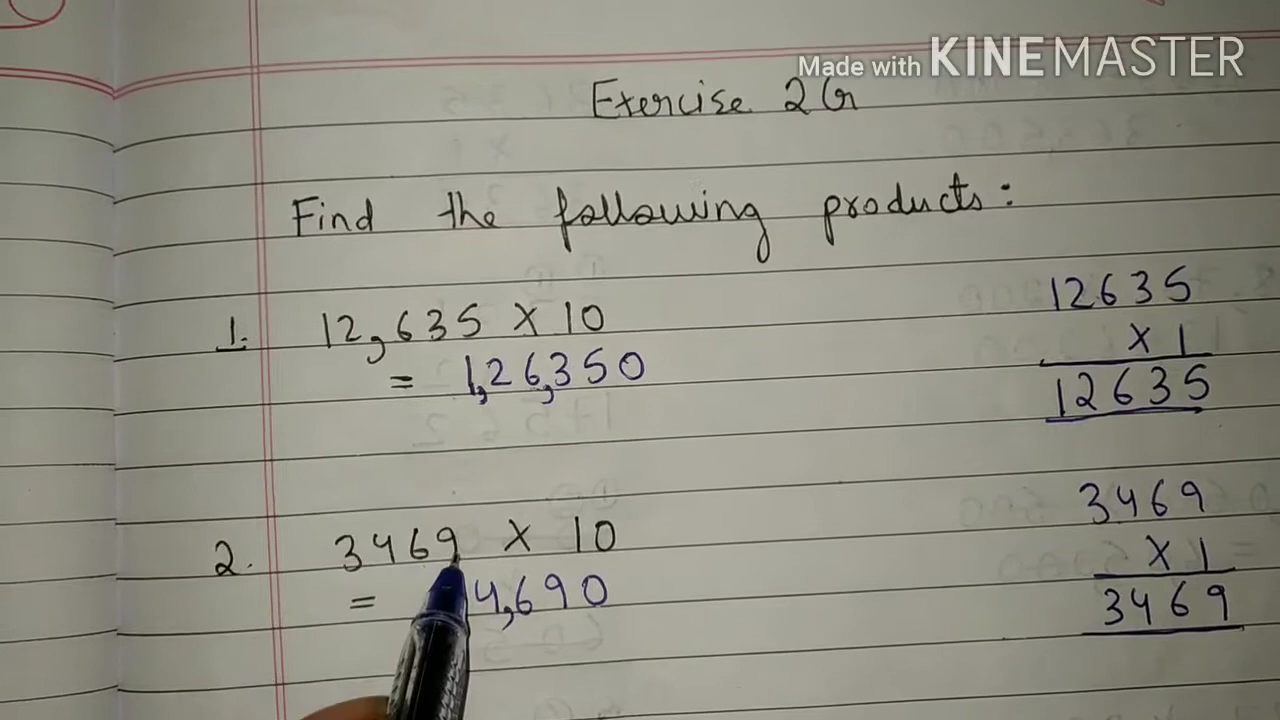 Made with KINEMASTER
Exercise 2G
Find the following products:
1. 12,635 X 10
= 1,26,350
12635
X 1
12635
2. 3469 X 10
= 4,690
3469
X 1
3469